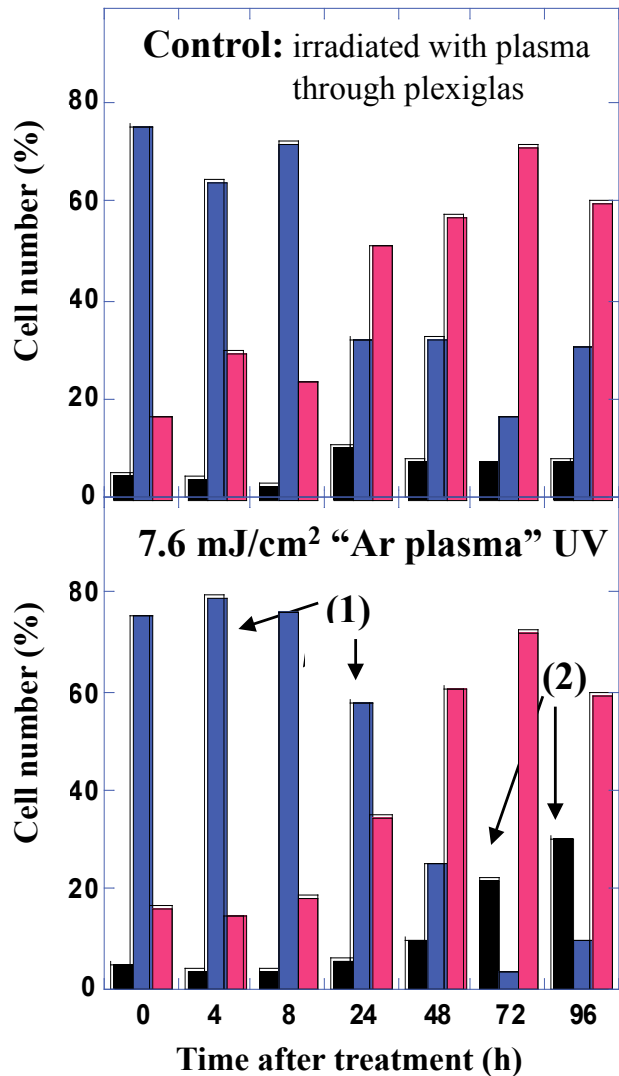 Control: irradiated with plasma
through plexiglas
Cell number (%)
80
60
40
20
0
7.6 mJ/cm² “Ar plasma” UV
Cell number (%)
80
60
40
20
0
(1)
(2)
0 4 8 24 48 72 96
Time after treatment (h)